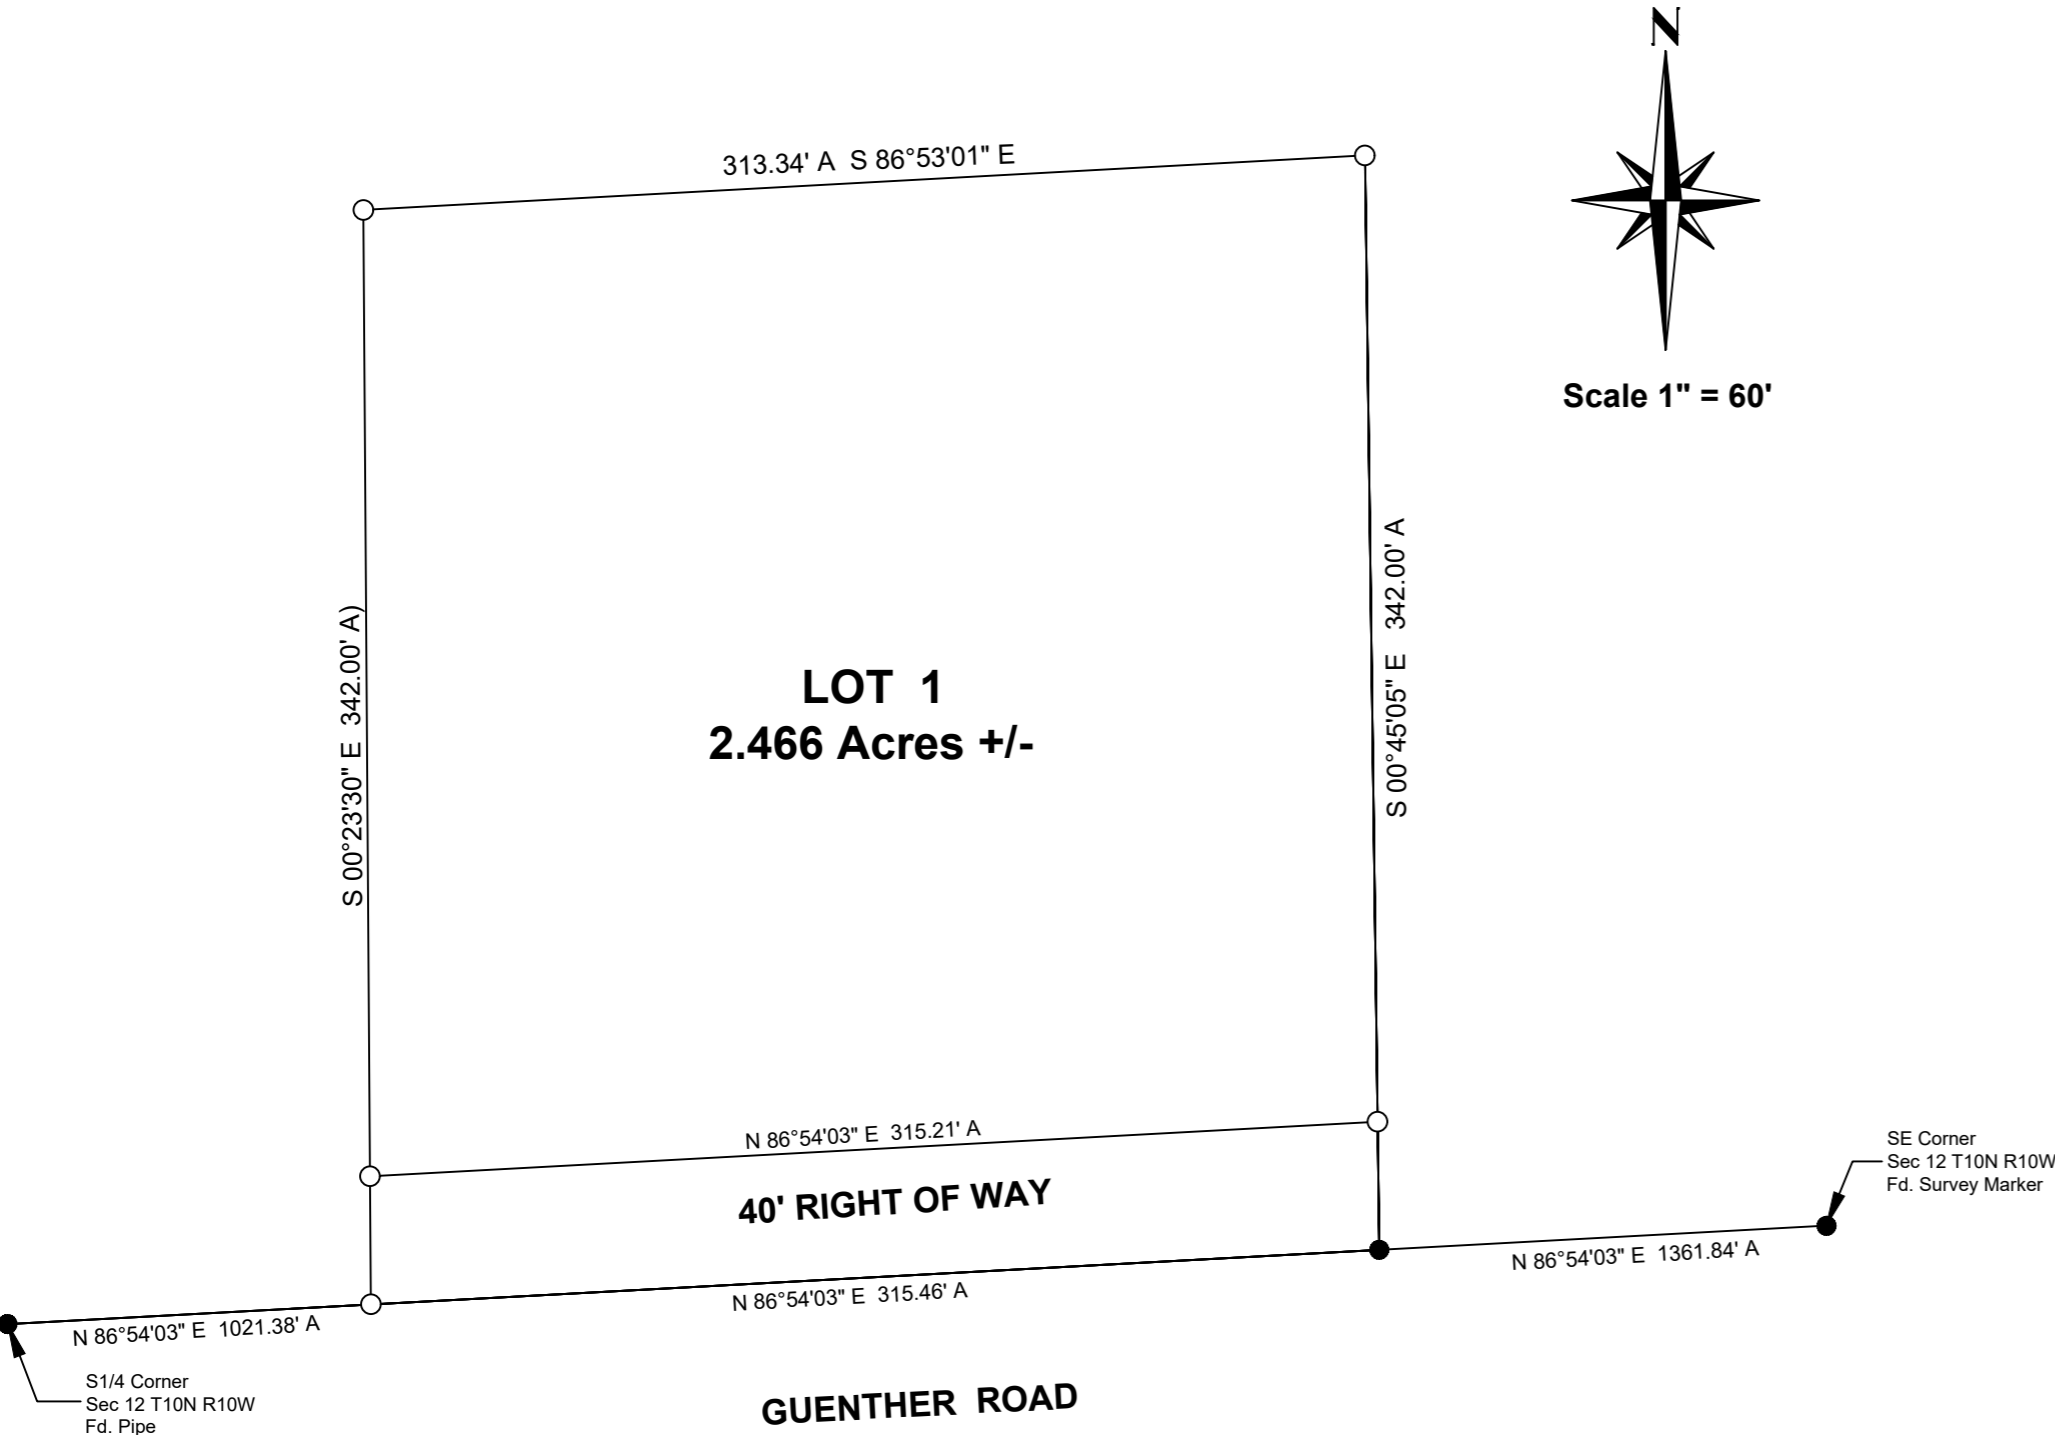 N
313.34' A  S 86°53'01" E
Scale 1" = 60'
S 00°23'30" E  342.00' A)
S 00°45'05" E  342.00' A
LOT  1
2.466 Acres +/-
N 86°54'03" E  315.21' A
40' RIGHT OF WAY
SE Corner
Sec 12 T10N R10W
Fd. Survey Marker
N 86°54'03" E  1361.84' A
N 86°54'03" E  315.46' A
N 86°54'03" E  1021.38' A
S1/4 Corner
Sec 12 T10N R10W
Fd. Pipe
GUENTHER  ROAD